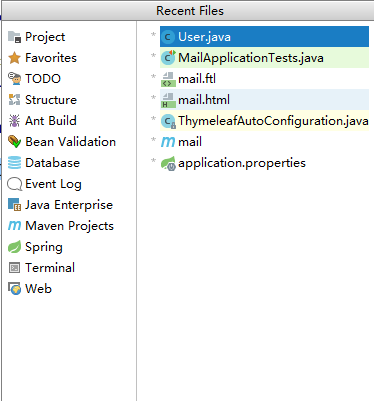 Recent Files
Project
Favorites
TODO
Structure
Ant Build
Bean Validation
Database
Event Log
Java Enterprise
Maven Projects
Spring
Terminal
Web
* User.java
* MailApplicationTests.java
* mail.ftl
* mail.html
* ThymeleafAutoConfiguration.java
* mail
* application.properties